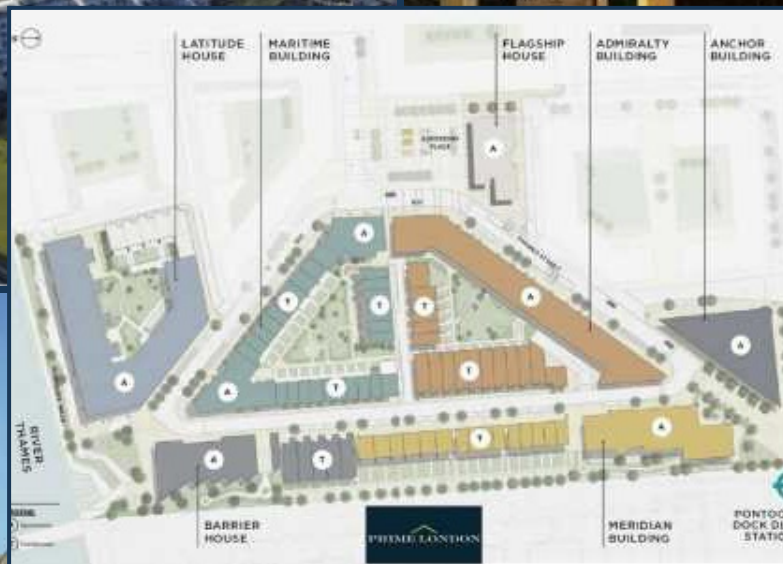 LATITUDE
HOUSE
MARITIME
BUILDING
FLAGSHIP
HOUSE
ADMIRALTY
BUILDING
ANCHOR
BUILDING
PLACE
A
A
T
T
A
T
A
T
A
A
A
T
T
A
A
T
RIVER
THAMES
BARRIER
HOUSE
PRIME LONDON
MERIDIAN
BUILDING
PONTOO
DOCK D
STATIO